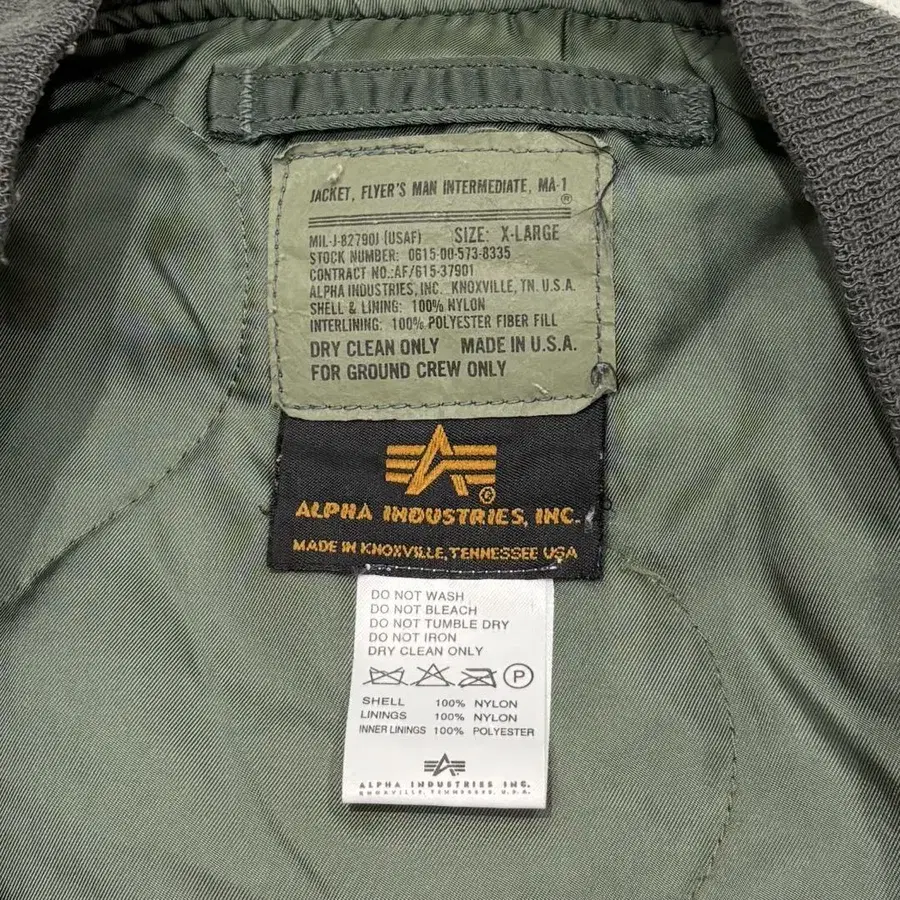 JACKET, FLYER'S MAN INTERMEDIATE, MA-1
®
MIL-J-8279OJ (USAF) SIZE: X-LARGE
STOCK NUMBER: 0615-00-573-8335
CONTRACT NO.:AF/615-37901
ALPHA INDUSTRIES, INC. KNOXVILLE, TN. U.S.A.
SHELL & LINING: 100% NYLON
INTERLINING: 100% POLYESTER FIBER FILL
DRY CLEAN ONLY MADE IN U.S.A.
FOR GROUND CREW ONLY
©
ALPHA INDUSTRIES, INC.
MADE IN KNOXVILLE, TENNESSEE USA
DO NOT WASH
DO NOT BLEACH
DO NOT TUMBLE DRY
DO NOT IRON
DRY CLEAN ONLY
P
SHELL 100% NYLON
LININGS 100% NYLON
INNER LININGS 100% POLYESTER
ALPHA INDUSTRIES INC.
KNOXVILLE, TENNESSEE, U.S.A.